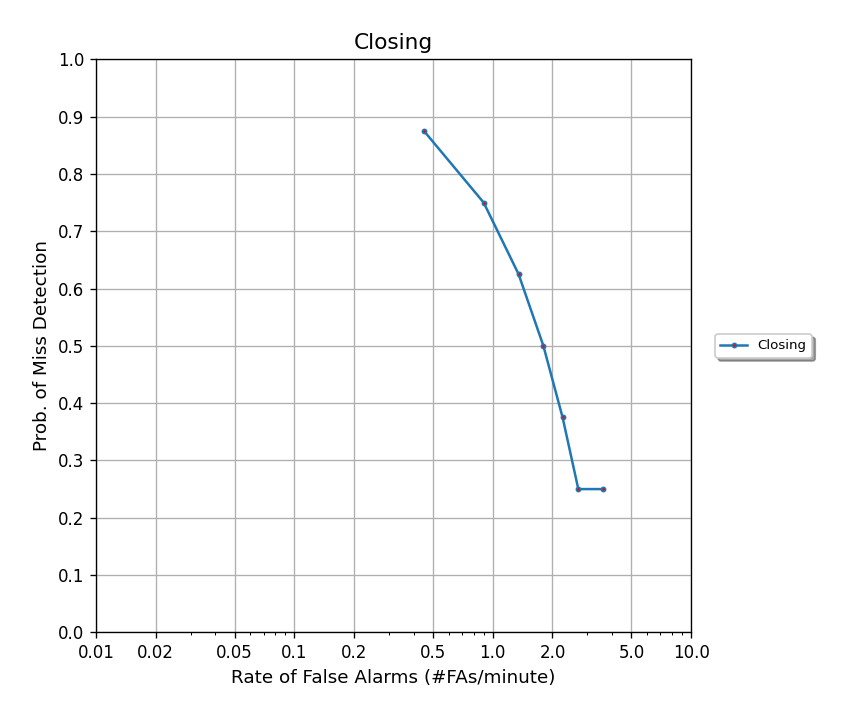 Closing
1.0
0.9
0.8
0.7
0.6
0.5
0.4
0.3
0.2
0.1
0.0
Prob. of Miss Detection
0.01 0.02 0.05 0.1 0.2 0.5 1.0 2.0 5.0 10.0
Rate of False Alarms (#FAs/minute)
Closing